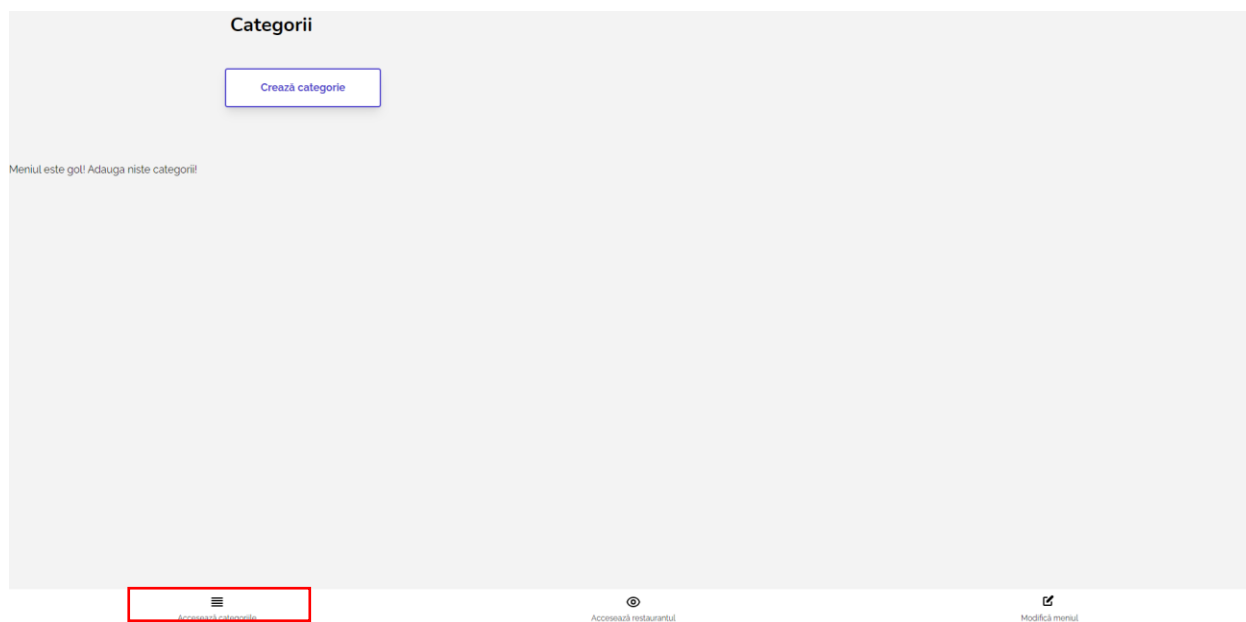 Categorii
Crează categorie
Meniul este gol! Adauga niste categorii!
Accesează categoriile
Accesează restaurantul
Modifică meniul